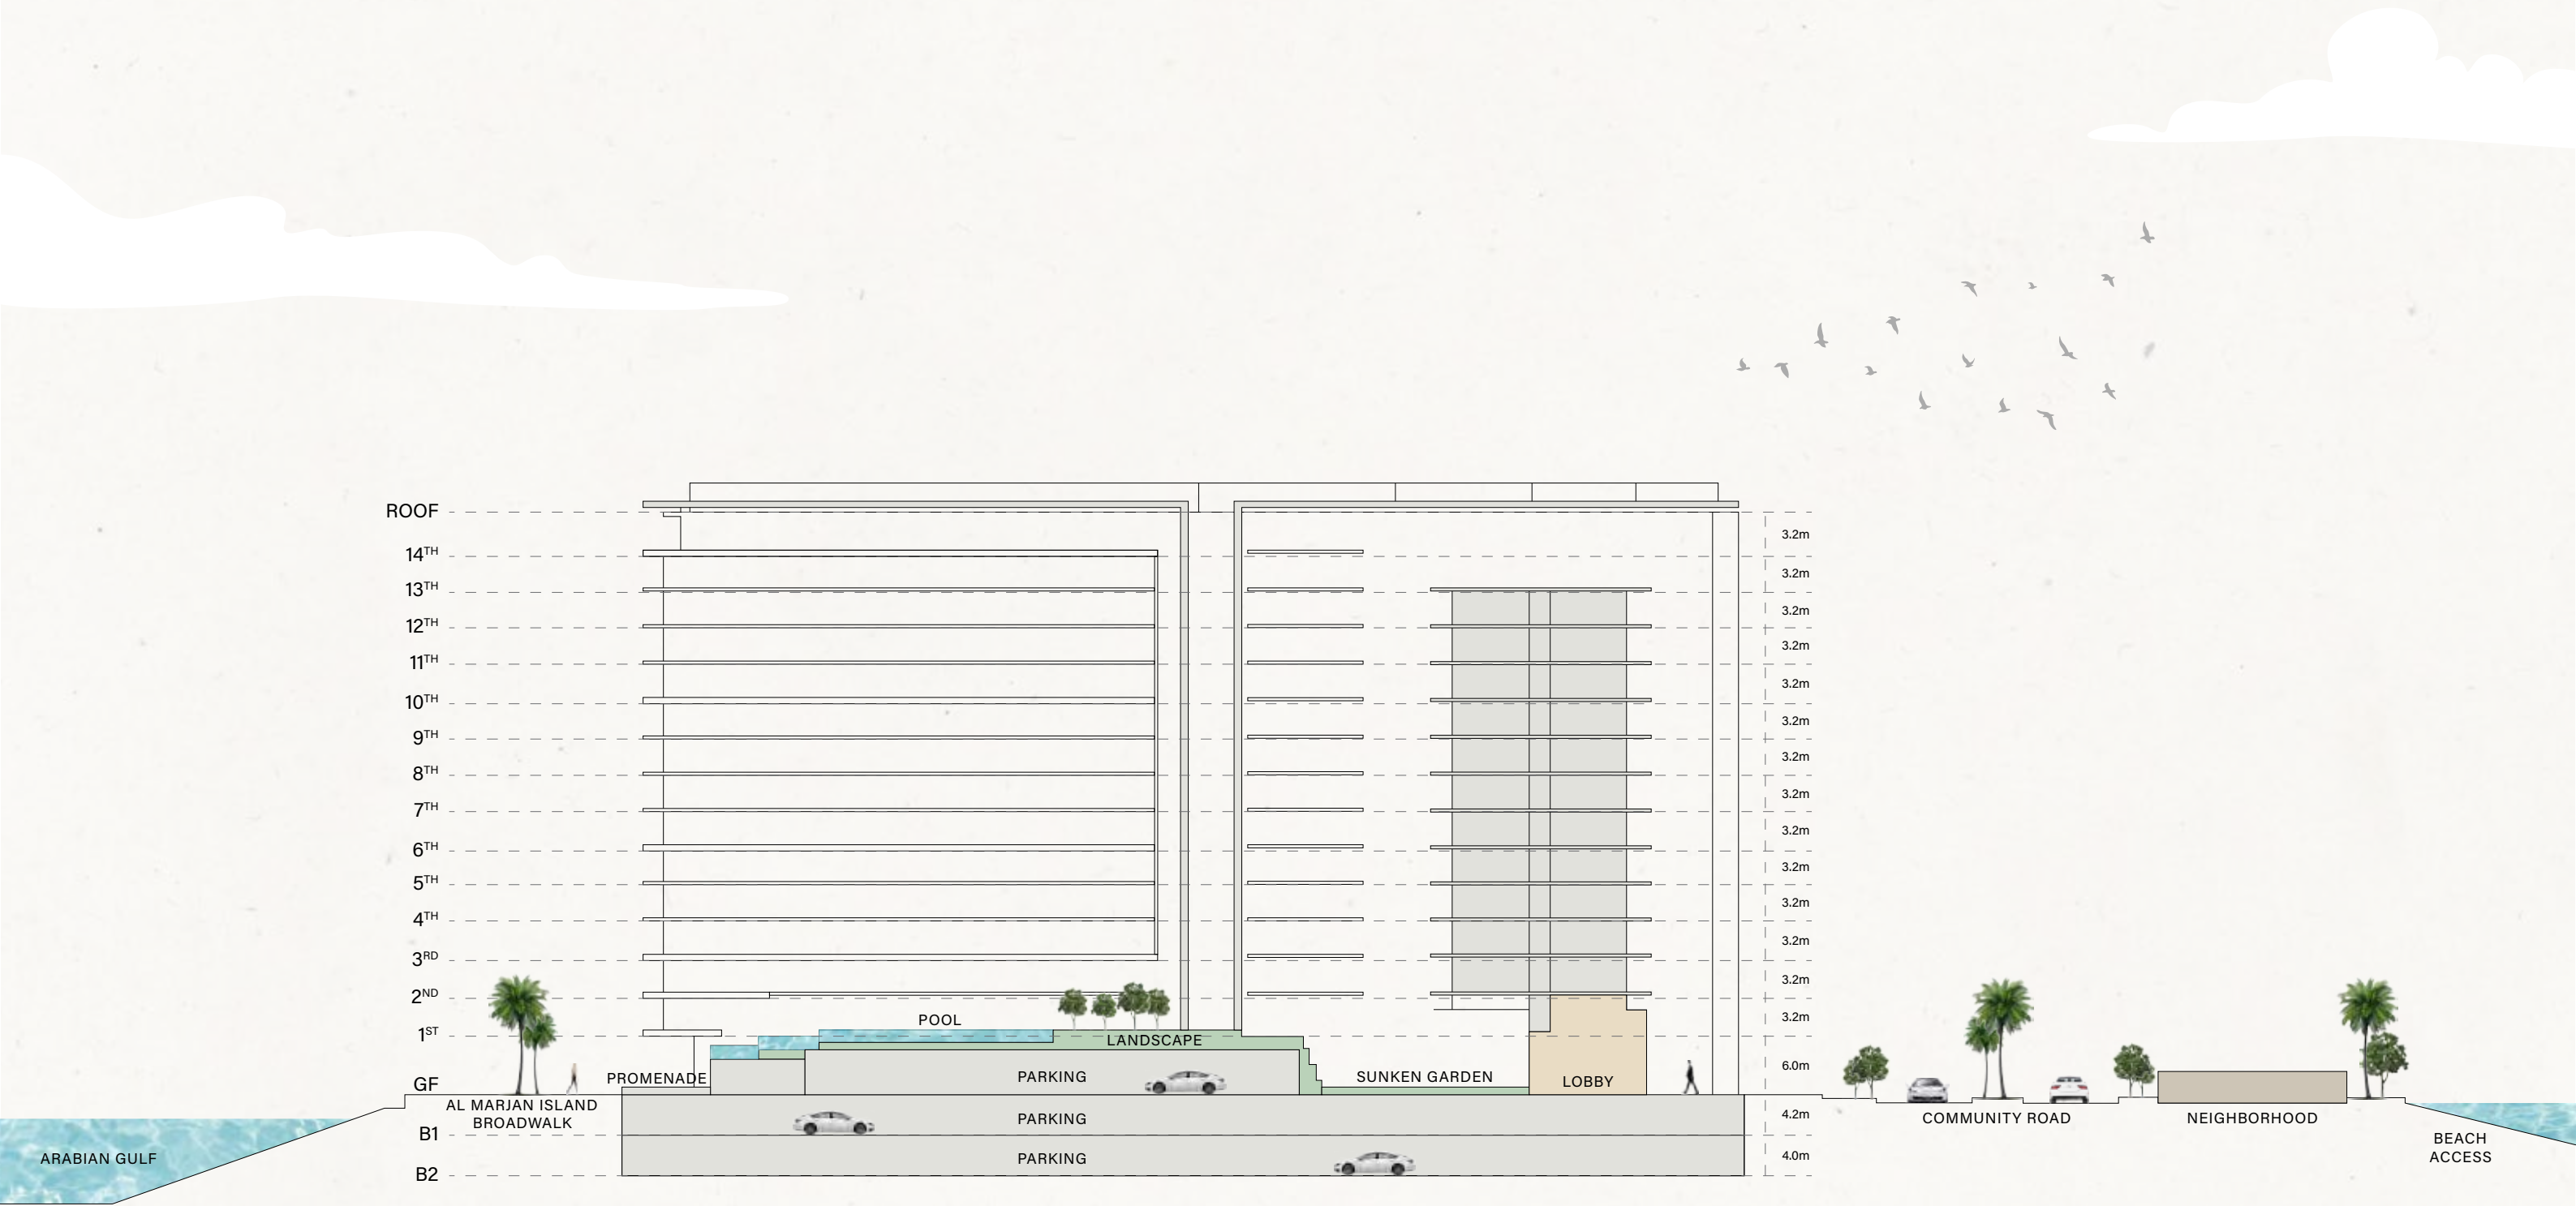 ROOF
3.2m
14TH
3.2m
13TH
3.2m
12TH
3.2m
11TH
3.2m
10TH
3.2m
9TH
3.2m
8TH
3.2m
7TH
3.2m
6TH
3.2m
5TH
3.2m
4TH
3.2m
3RD
3.2m
2ND
3.2m
POOL
1ST
LANDSCAPE
6.0m
GF
PROMENADE
PARKING
SUNKEN GARDEN
LOBBY
AL MARJAN ISLAND
BROADWALK
PARKING
4.2m
COMMUNITY ROAD
NEIGHBORHOOD
B1
BEACH
ACCESS
ARABIAN GULF
PARKING
4.0m
B2